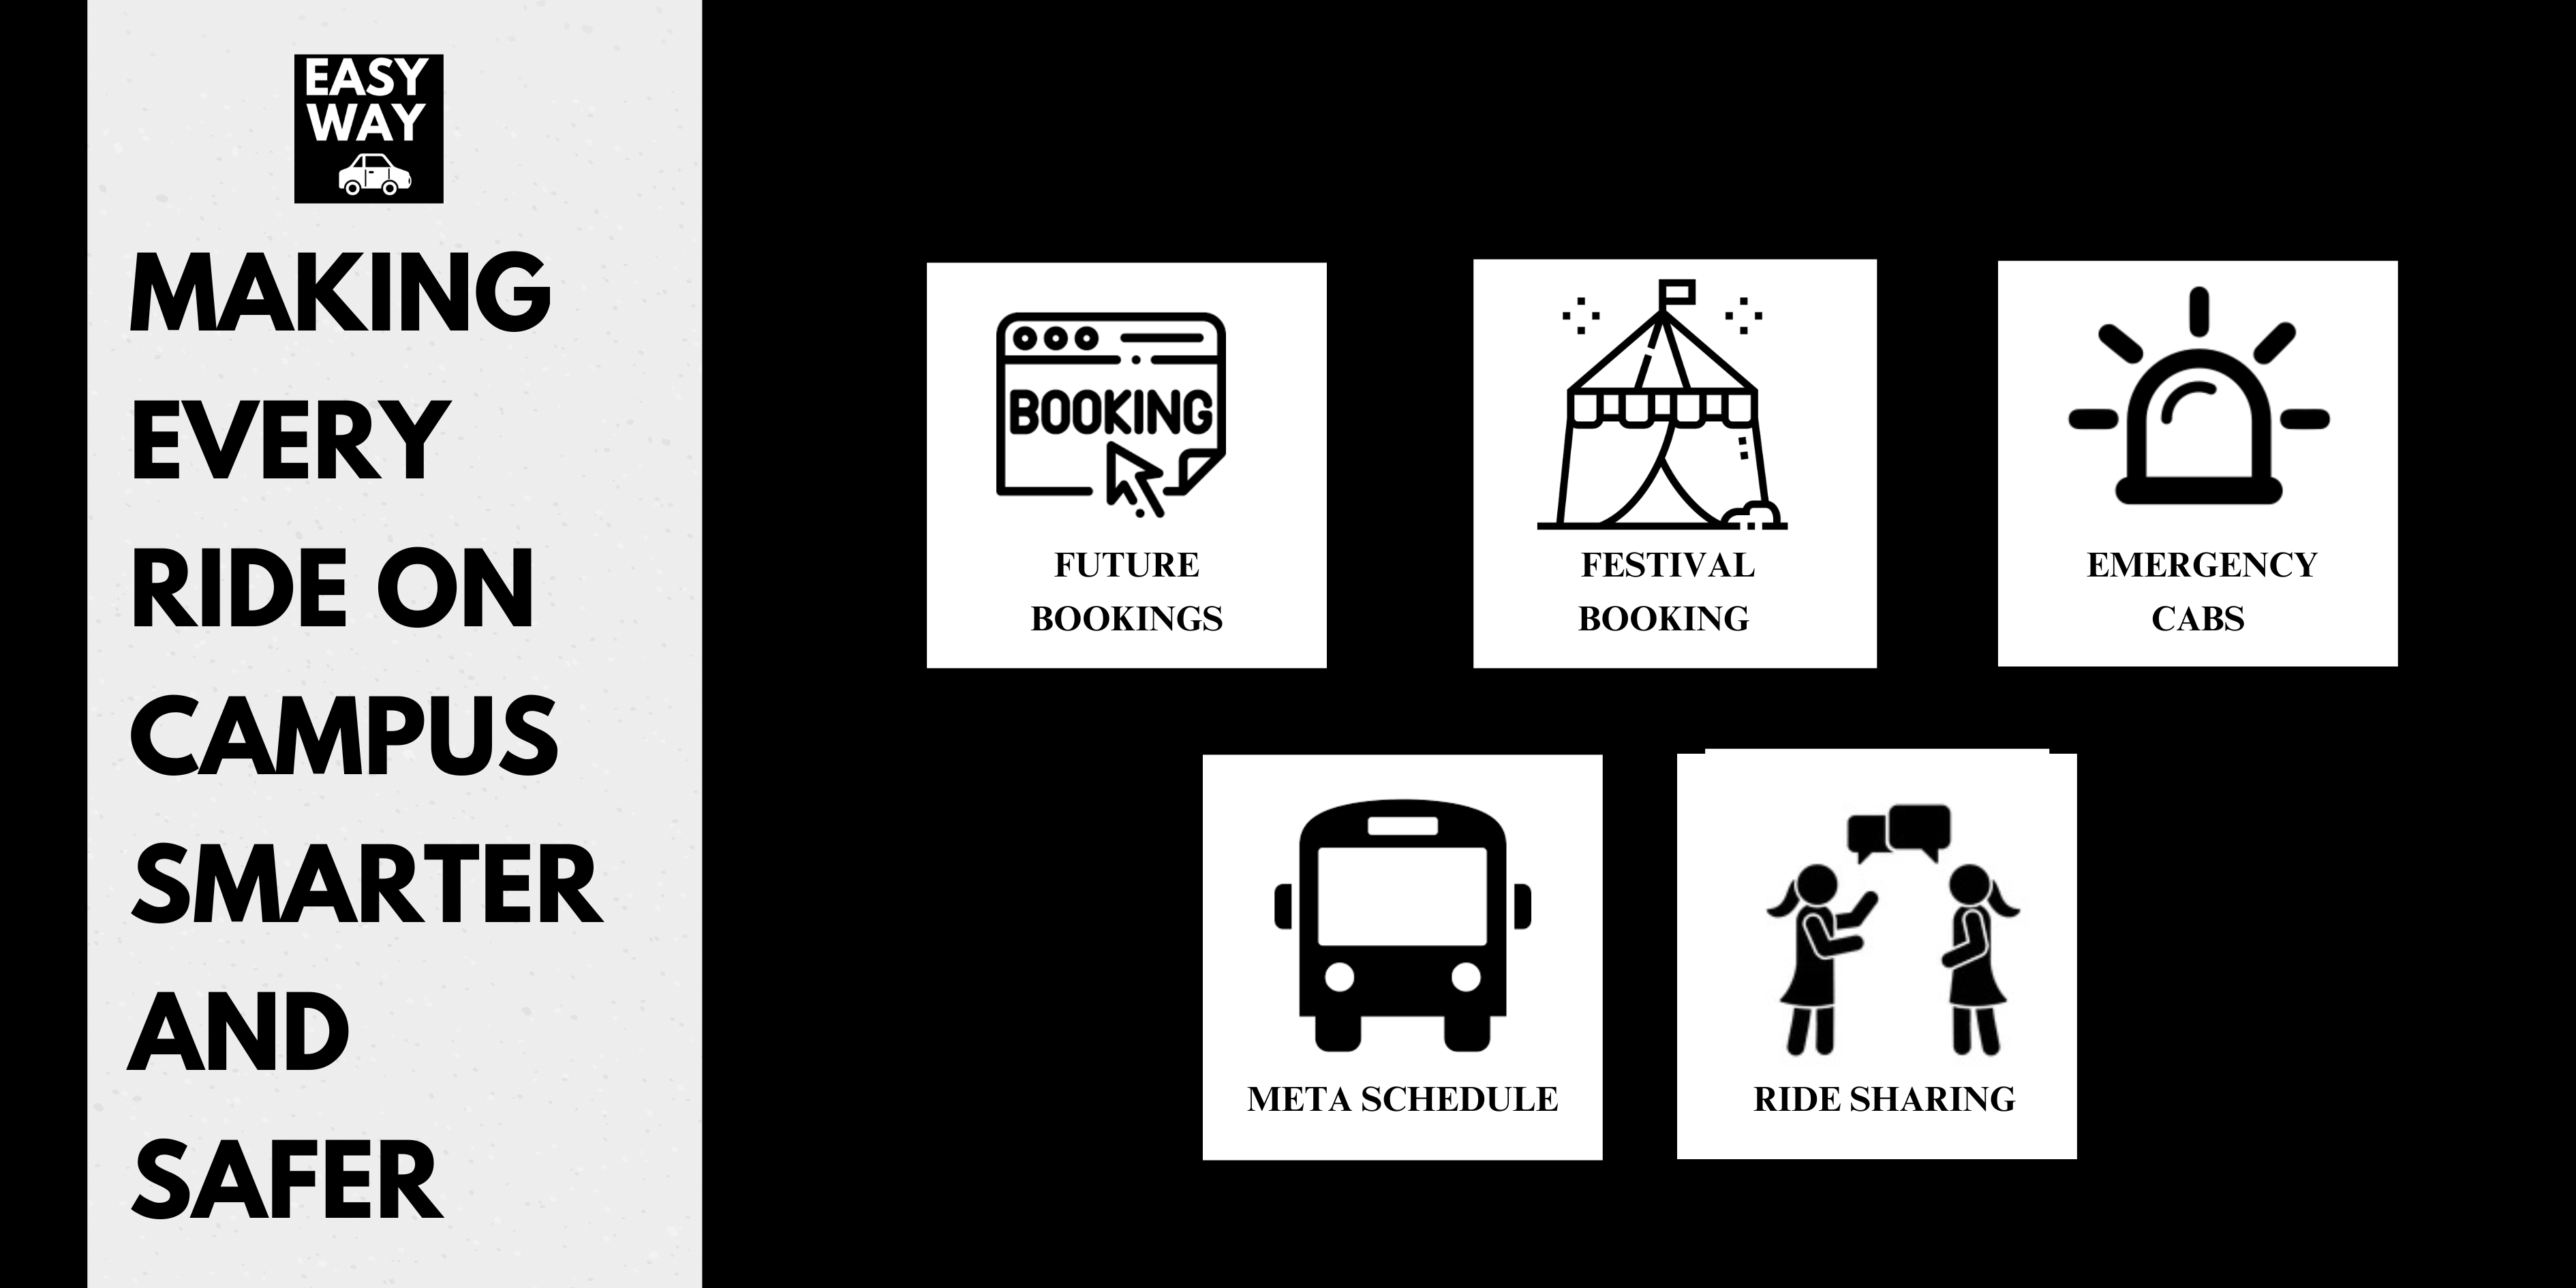 EASY
WAY
MAKING
EVERY
RIDE ON
CAMPUS
SMARTER
AND
SAFER
BOOKING
FUTURE
BOOKINGS
FESTIVAL
BOOKING
EMERGENCY
CABS
META SCHEDULE
RIDE SHARING